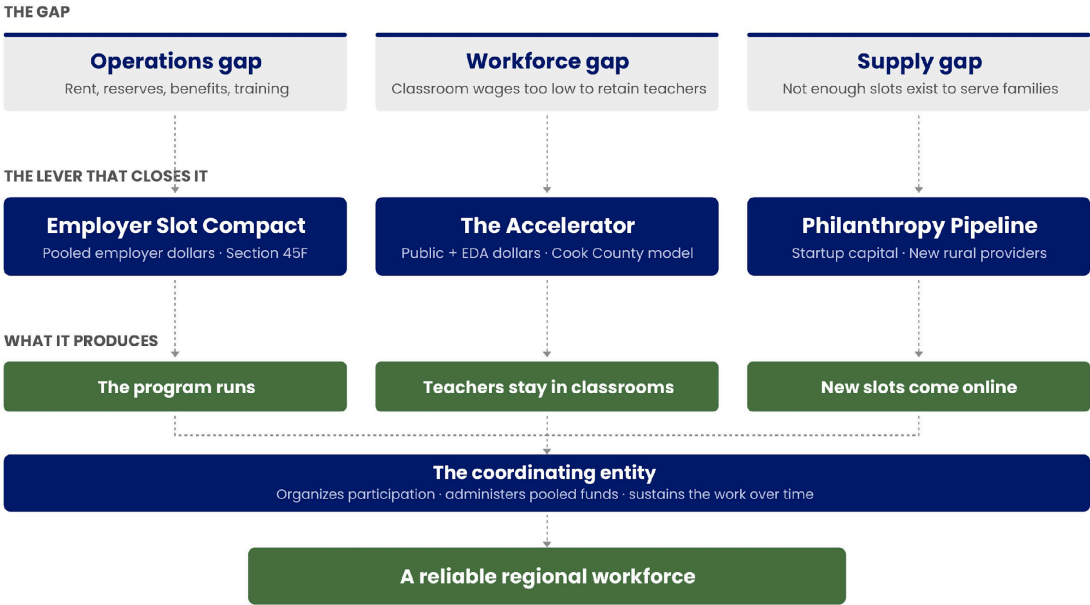 THE GAP
Operations gap
Rent, reserves, benefits, training
Workforce gap
Classroom wages too low to retain teachers
Supply gap
Not enough slots exist to serve families
THE LEVER THAT CLOSES IT
Employer Slot Compact
Pooled employer dollars · Section 45F
The Accelerator
Public + EDA dollars · Cook County model
Philanthropy Pipeline
Startup capital · New rural providers
WHAT IT PRODUCES
The program runs
Teachers stay in classrooms
New slots come online
The coordinating entity
Organizes participation · administers pooled funds · sustains the work over time
A reliable regional workforce